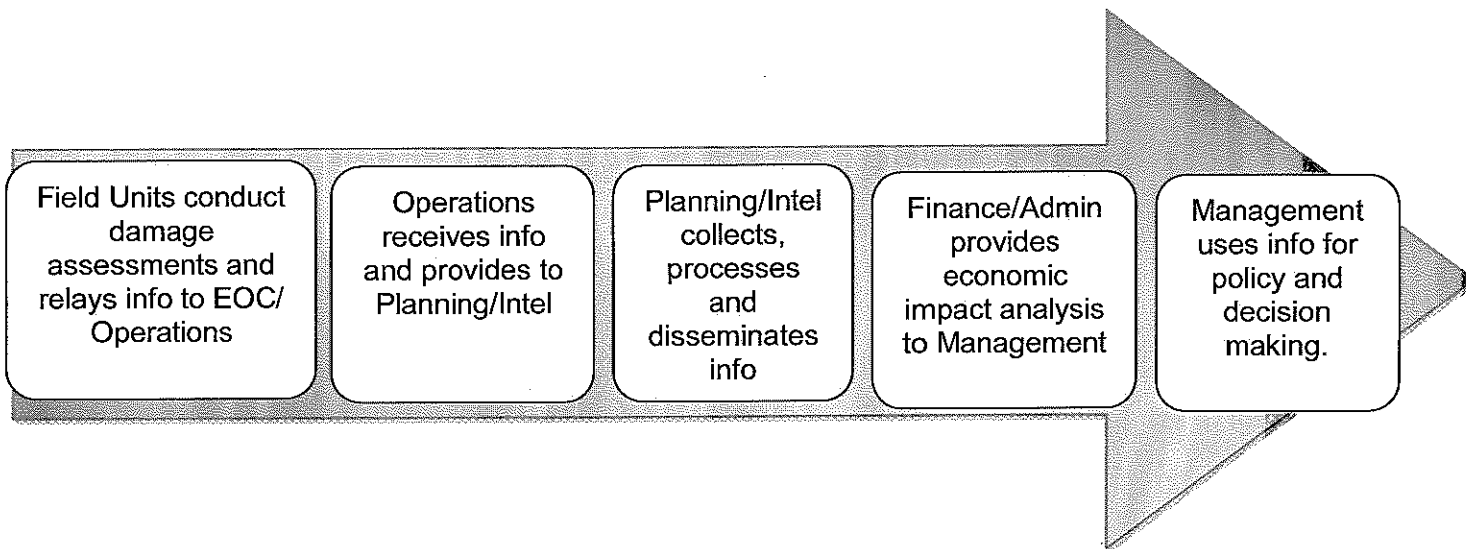 Field Units conduct
damage
assessments and
relays info to EOC/
Operations
Operations
receives info
and provides to
Planning/Intel
Planning/Intel
collects,
processes
and
disseminates
info
Finance/Admin
provides
economic
impact analysis
to Management
Management
uses info for
policy and
decision
making.